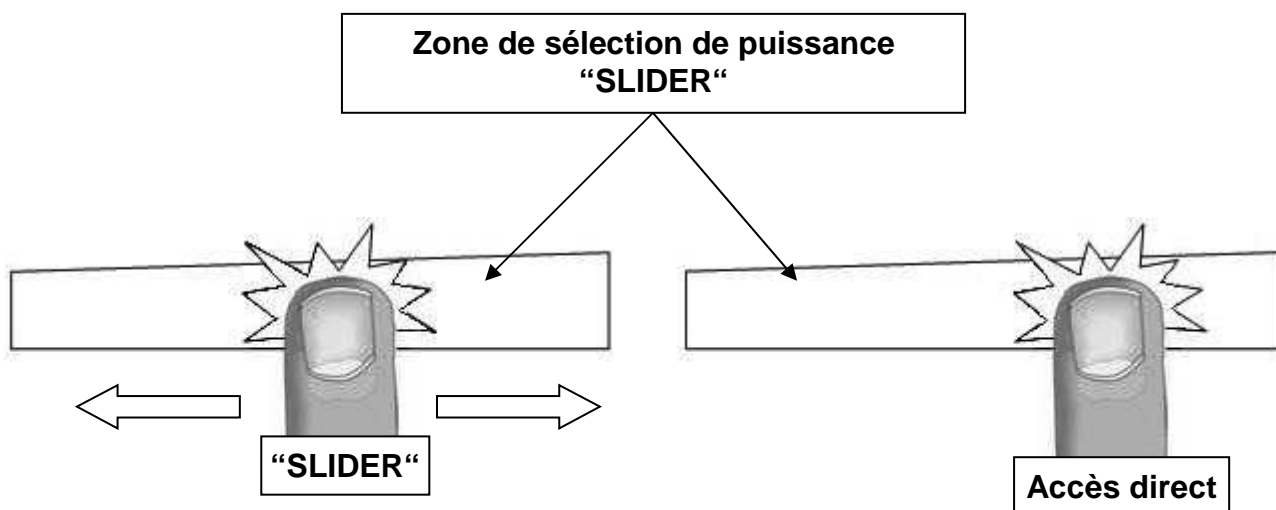 Zone de sélection de puissance
“SLIDER“
“SLIDER“
Accès direct